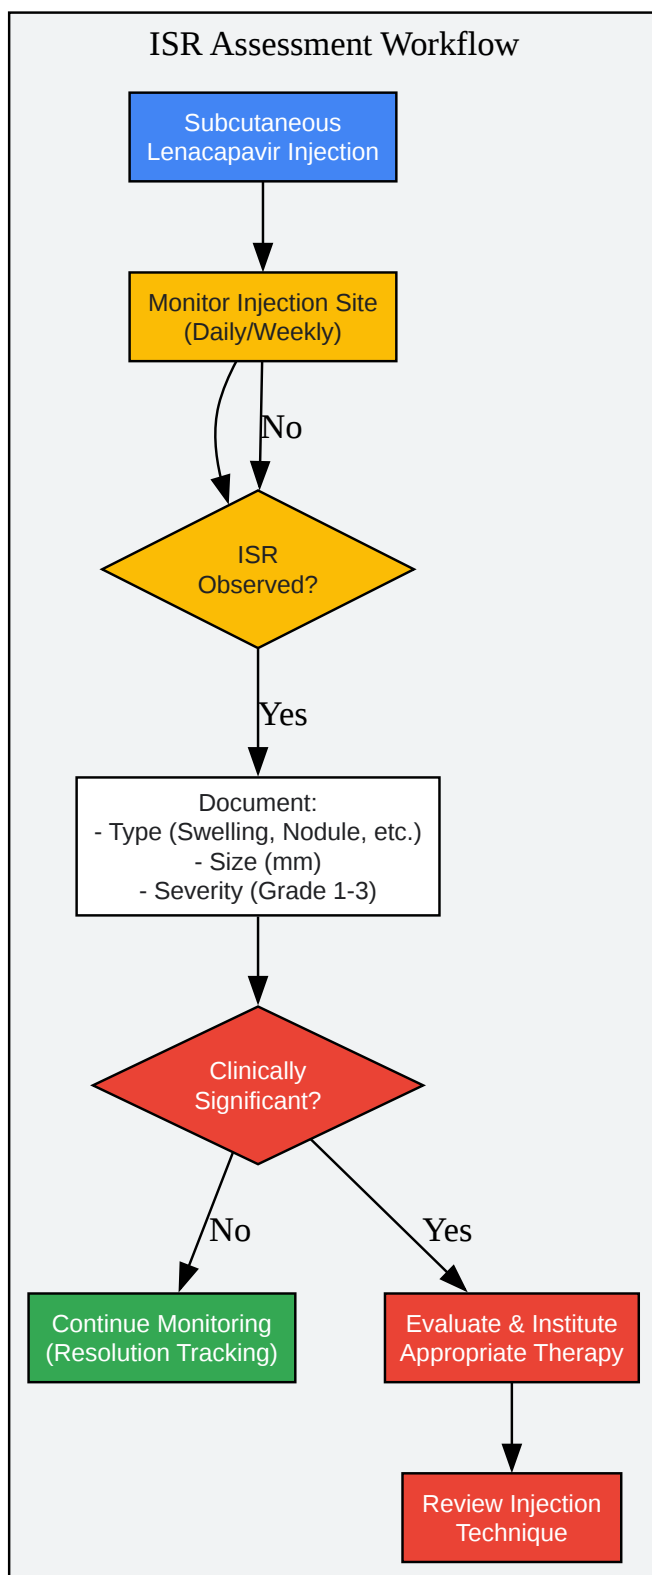 ISR Assessment Workflow
Subcutaneous
Lenacapavir Injection
Monitor Injection Site
(Daily/Weekly)
No
ISR
Observed?
Yes
Document:
- Type (Swelling, Nodule, etc.)
- Size (mm)
- Severity (Grade 1-3)
Clinically
Significant?
No
Yes
Continue Monitoring
(Resolution Tracking)
Evaluate & Institute
Appropriate Therapy
Review Injection
Technique